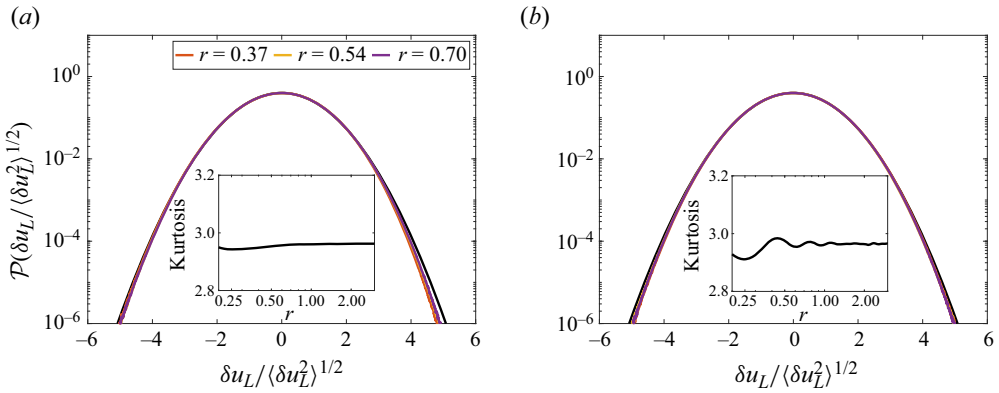 (a)
r = 0.37 r = 0.54 r = 0.70
10^0
10^{-2}
10^{-4}
10^{-6}
P(δu_L/⟨δu_L^2⟩^{1/2})
3.2
3.0
2.8
Kurtosis
0.25 0.50 1.00 2.00
r
–6 –4 –2 0 2 4 6
δu_L/⟨δu_L^2⟩^{1/2}
(b)
10^0
10^{-2}
10^{-4}
10^{-6}
3.2
3.0
2.8
Kurtosis
0.25 0.50 1.00 2.00
r
–6 –4 –2 0 2 4 6
δu_L/⟨δu_L^2⟩^{1/2}